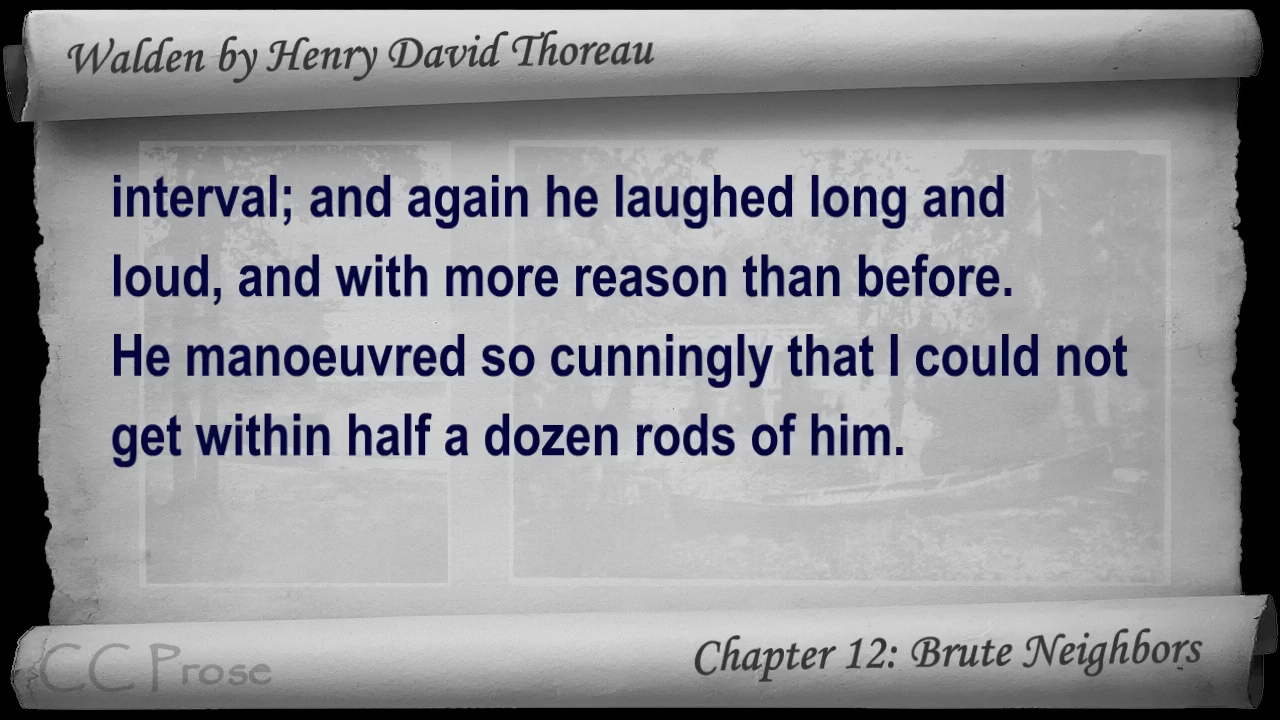 Walden by Henry David Thoreau
interval; and again he laughed long and
loud, and with more reason than before.
He manoeuvred so cunningly that I could not
get within half a dozen rods of him.
CC Prose
Chapter 12: Brute Neighbors